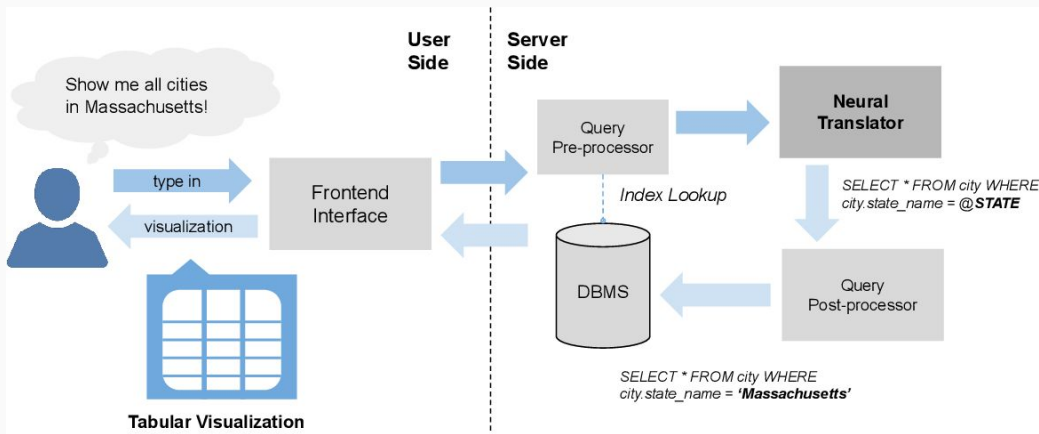 User
Side
Server
Side
Show me all cities
in Massachusetts!
type in
visualization
Frontend
Interface
Query
Pre-processor
Neural
Translator
Index Lookup
SELECT * FROM city WHERE
city.state_name = @STATE
DBMS
Query
Post-processor
SELECT * FROM city WHERE
city.state_name = ‘Massachusetts’
Tabular Visualization